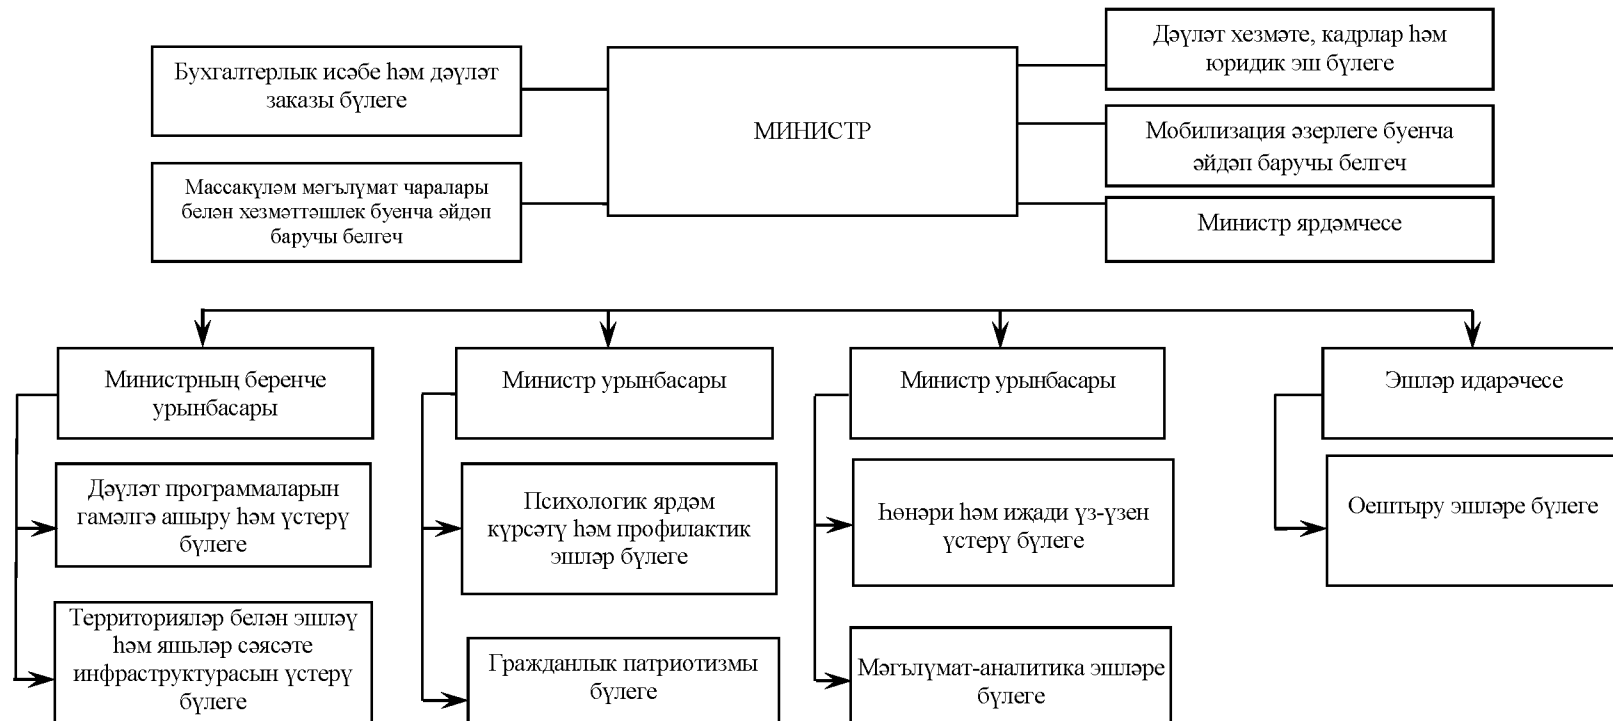 Бухгалтерлык исәбе һәм дәүләт
заказы бүлеге
МИНИСТР
Дәүләт хезмәте, кадрлар һәм
юридик эш бүлеге
Мобилизация әзерлеге буенча
әйдәп баручы белгеч
Массакүләм мәгълүмат чаралары
белән хезмәттәшлек буенча әйдәп
баручы белгеч
Министр ярдәмчесе
Министрның беренче
урынбасары
Министр урынбасары
Министр урынбасары
Эшләр идарәчесе
Дәүләт программаларын
гамәлгә ашыру һәм үстерү
бүлеге
Психологик ярдәм
күрсәтү һәм профилактик
эшләр бүлеге
Һөнәри һәм иҗади үз-үзен
үстерү бүлеге
Оештыру эшләре бүлеге
Территорияләр белән эшләү
һәм яшьләр сәясәте
инфраструктурасын үстерү
бүлеге
Гражданлык патриотизмы
бүлеге
Мәгълүмат-аналитика эшләре
бүлеге